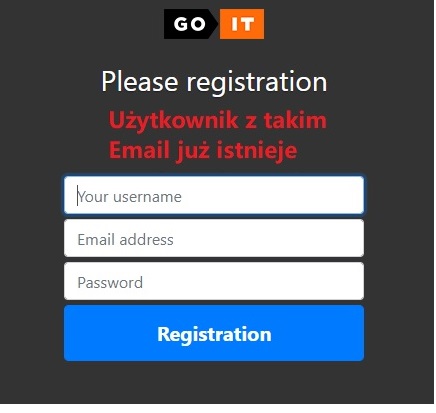 GO IT
Please registration
Użytkownik z takim
Email już istnieje
Your username
Email address
Password
Registration